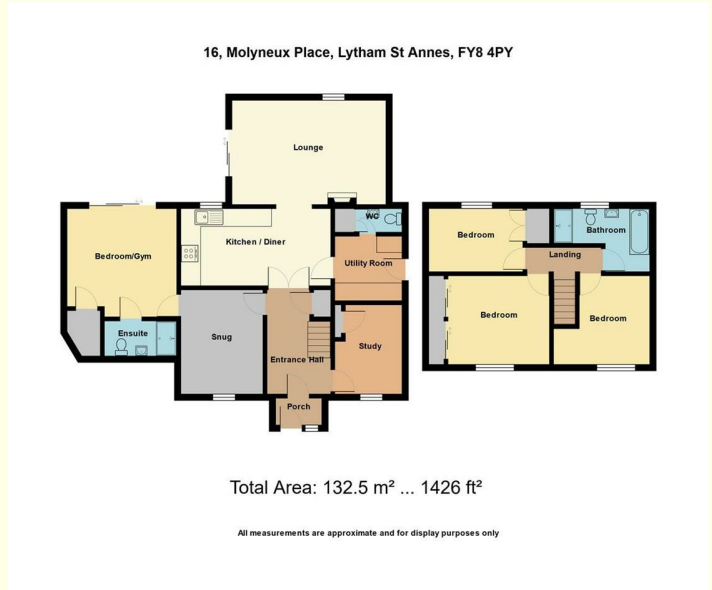 16, Molyneux Place, Lytham St Annes, FY8 4PY
Lounge
WC
Kitchen / Diner
Bedroom/Gym
Utility Room
Ensuite
Snug
Entrance Hall
Study
Porch
Bedroom
Bathroom
Landing
Bedroom
Bedroom
Total Area: 132.5 m² ... 1426 ft²
All measurements are approximate and for display purposes only